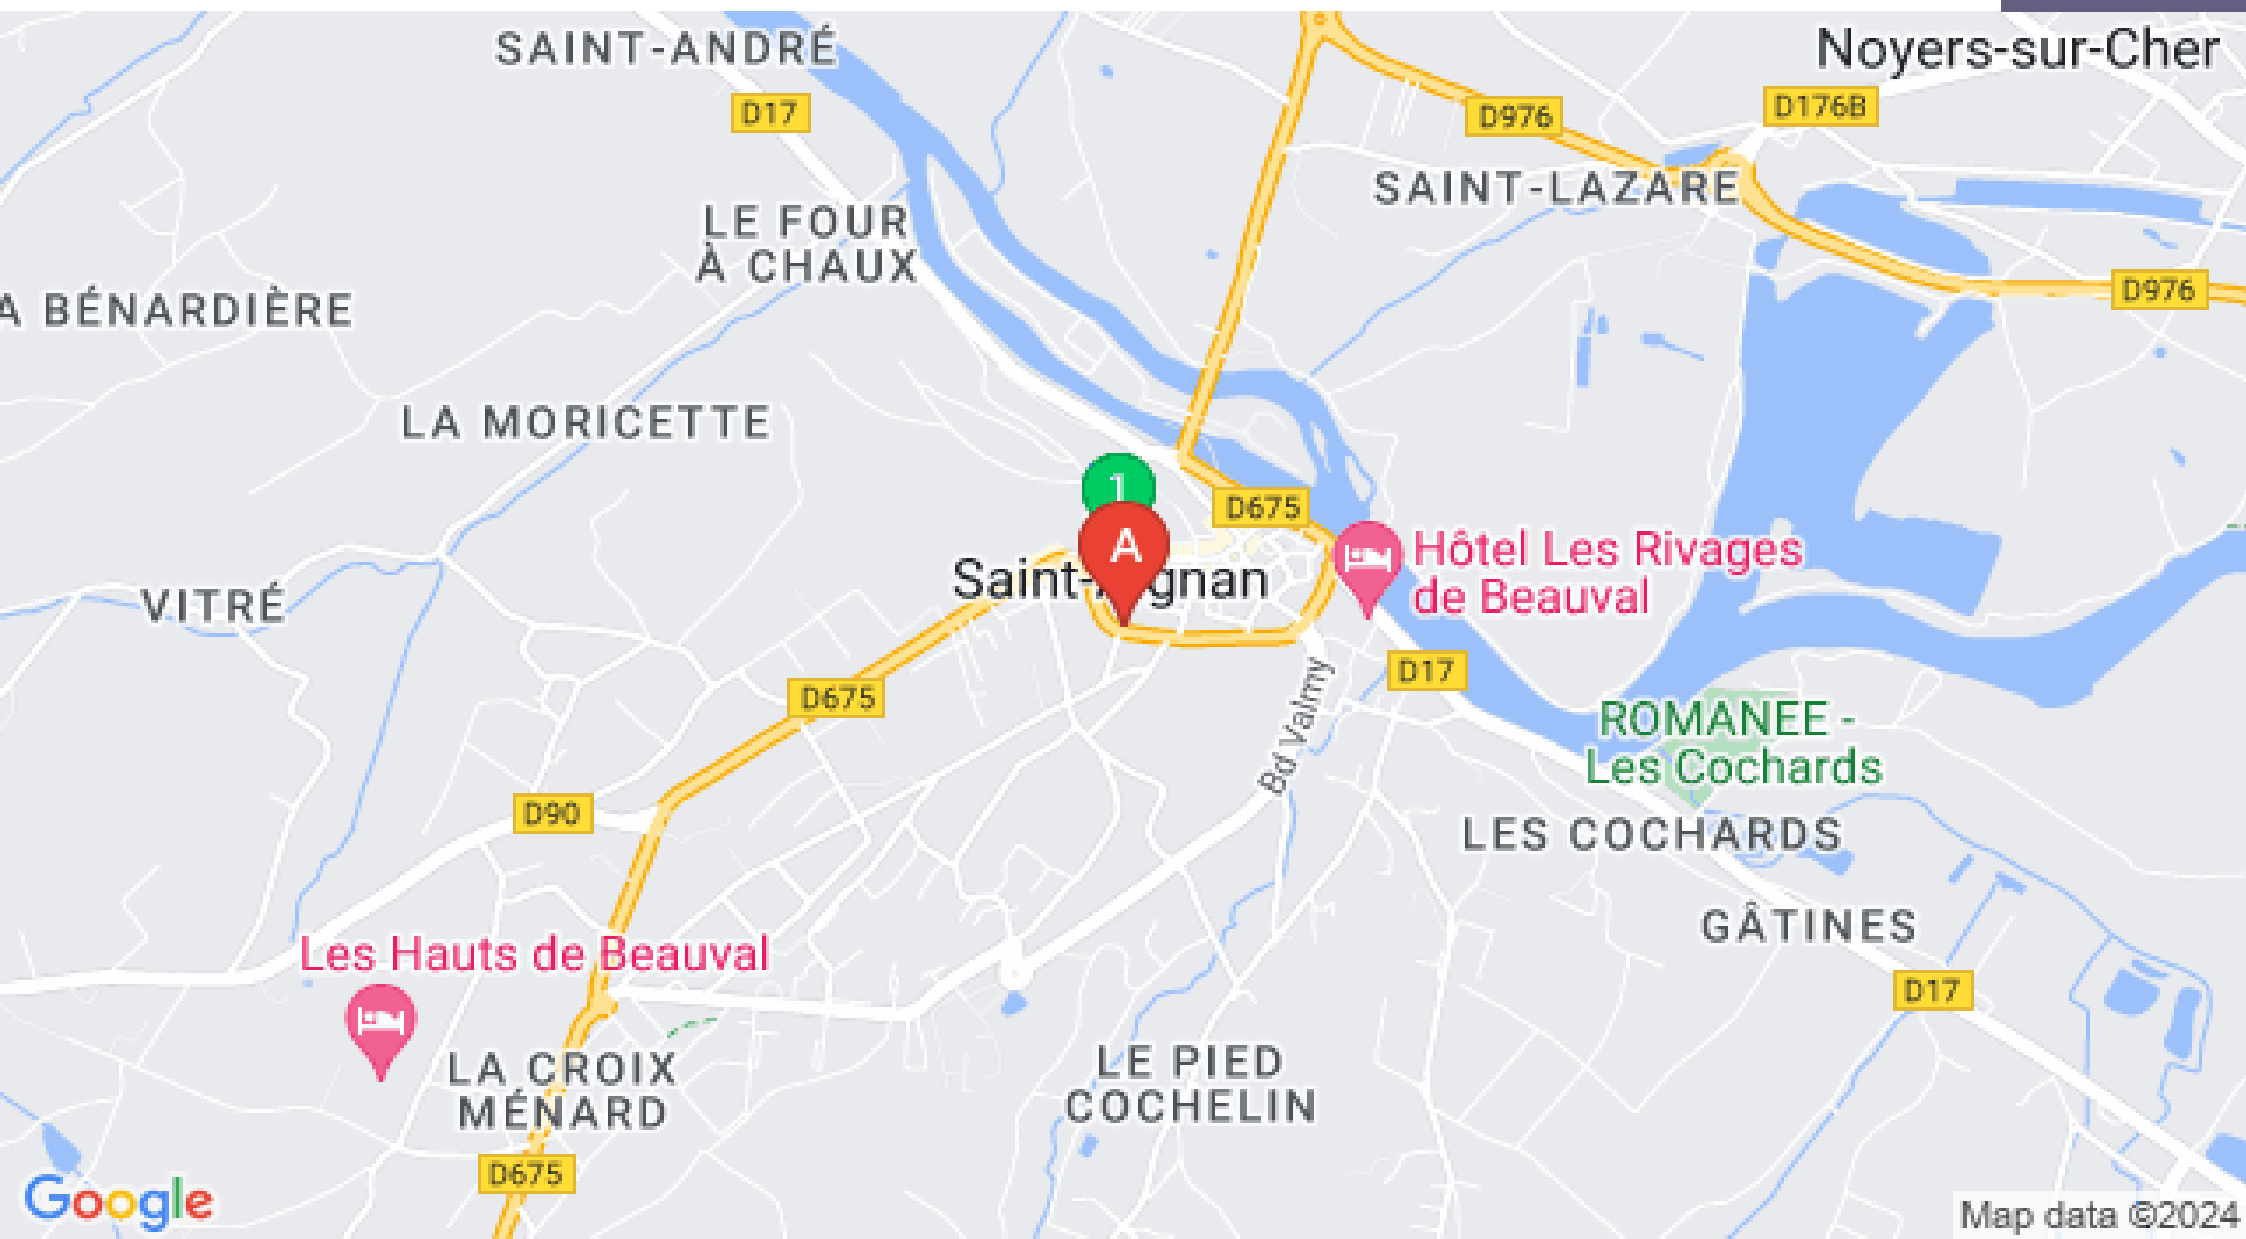 SAINT-ANDRÉ
Noyers-sur-Cher
D17
D976
D176B
SAINT-LAZARE
LE FOUR
À CHAUX
A BÉNARDIÈRE
D976
LA MORICETTE
1
D675
A
Hôtel Les Rivages
de Beauval
Saint-
gnan
VITRÉ
D17
D675
Bd Valmy
ROMANEE -
Les Cochards
D90
LES COCHARDS
GÂTINES
Les Hauts de Beauval
D17
LA CROIX
MÉNARD
LE PIED
COCHELIN
D675
Google
Map data ©2024